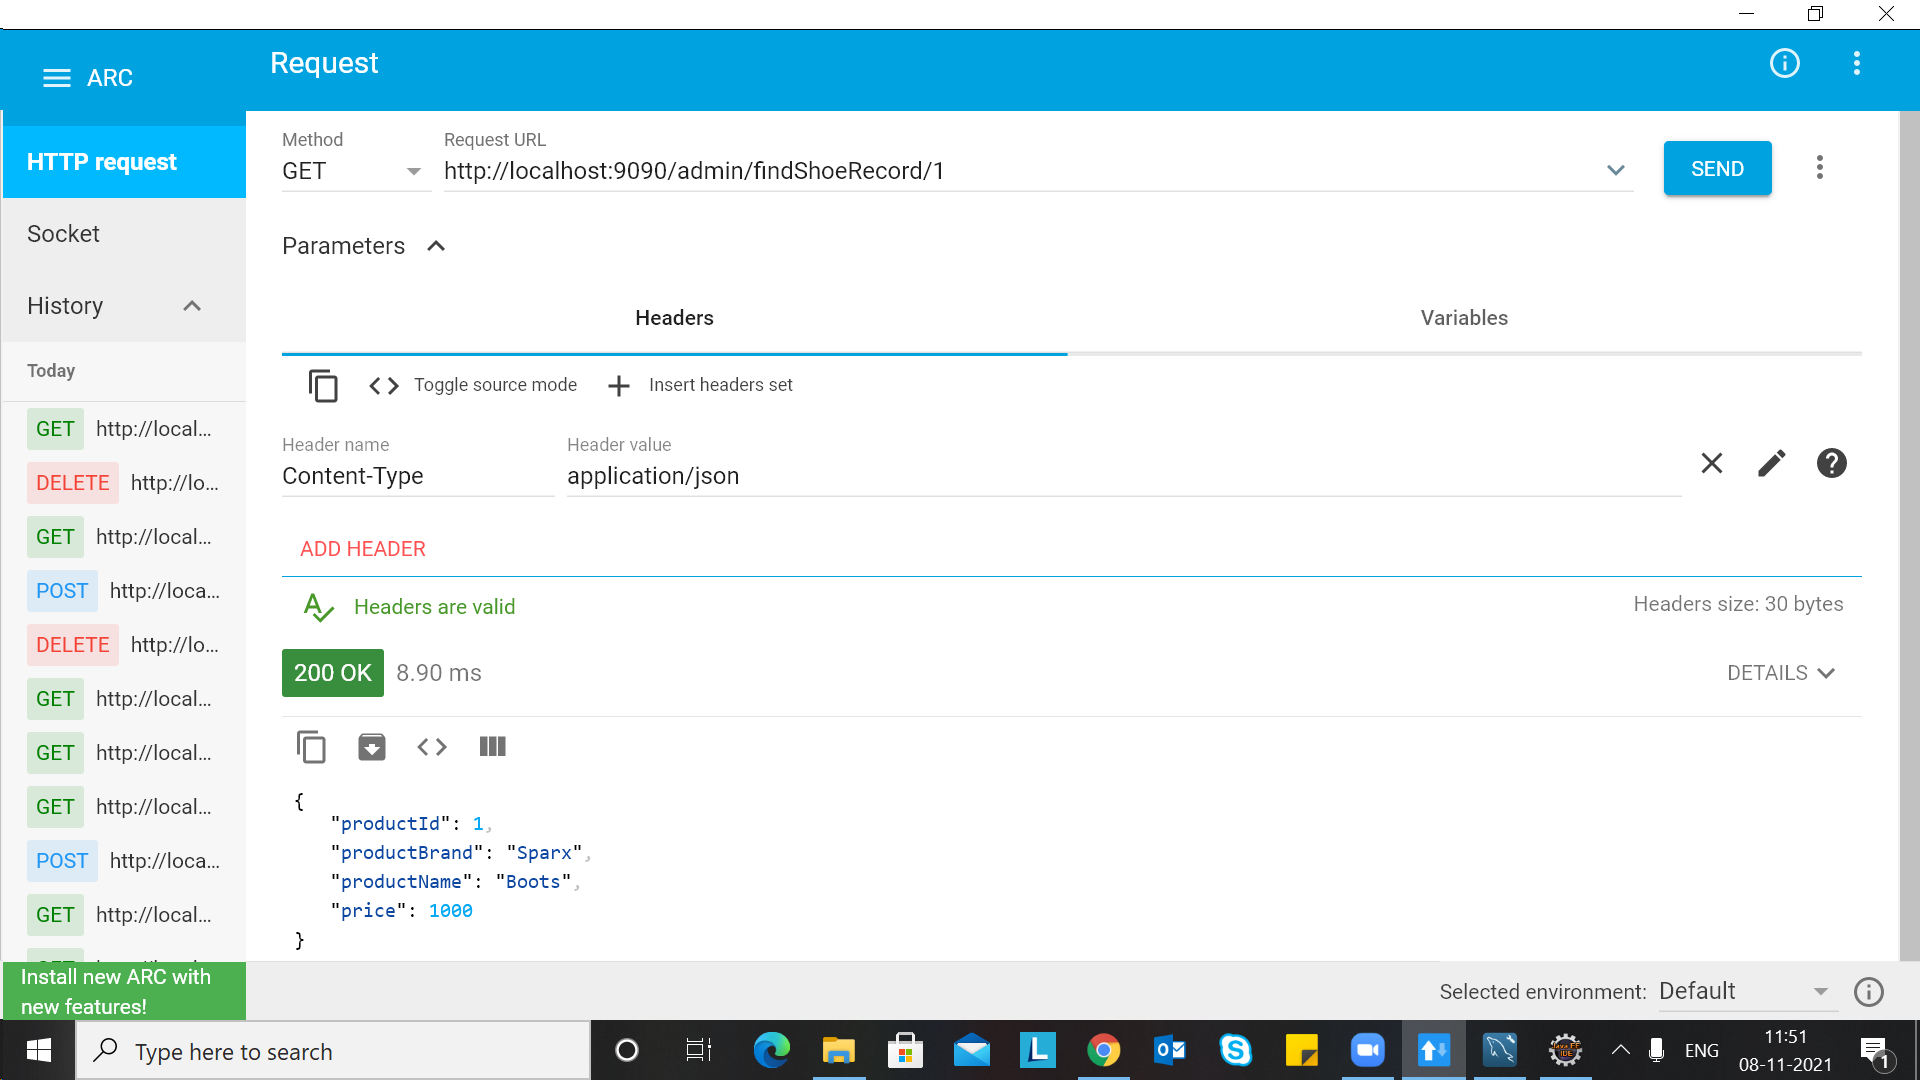 Request
ARC
HTTP request
Socket
History
Today
GET http://local...
DELETE http://lo...
GET http://local...
POST http://loca...
DELETE http://lo...
GET http://local...
GET http://local...
GET http://local...
POST http://loca...
GET http://local...
Install new ARC with
new features!
Method
GET
Request URL
http://localhost:9090/admin/findShoeRecord/1
SEND
Parameters
Headers
Variables
Toggle source mode
Insert headers set
Header name
Content-Type
Header value
application/json
ADD HEADER
Headers are valid
Headers size: 30 bytes
200 OK 8.90 ms
DETAILS
{
"productId": 1,
"productBrand": "Sparx",
"productName": "Boots",
"price": 1000
}
Selected environment: Default
Type here to search
ENG
11:51
08-11-2021
1